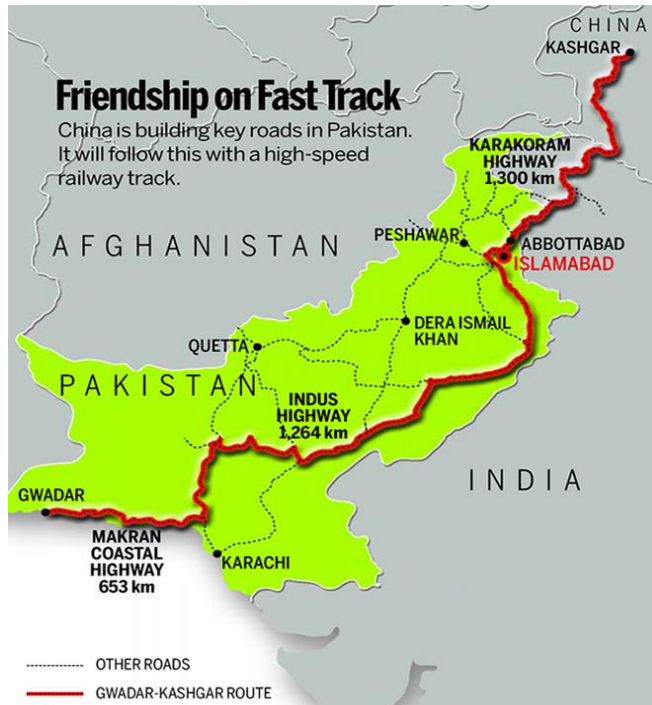 CHINA
KASHGAR
Friendship on Fast Track
China is building key roads in Pakistan.
It will follow this with a high-speed
railway track.
KARAKORAM
HIGHWAY
1,300 km
AFGHANISTAN
PESHAWAR
ABBOTTABAD
ISLAMABAD
DERA ISMAIL
KHAN
QUETTA
PAKISTAN
INDUS
HIGHWAY
1,264 km
INDIA
GWADAR
MAKRAN
COASTAL
HIGHWAY
653 km
KARACHI
OTHER ROADS
GWADAR-KASHGAR ROUTE